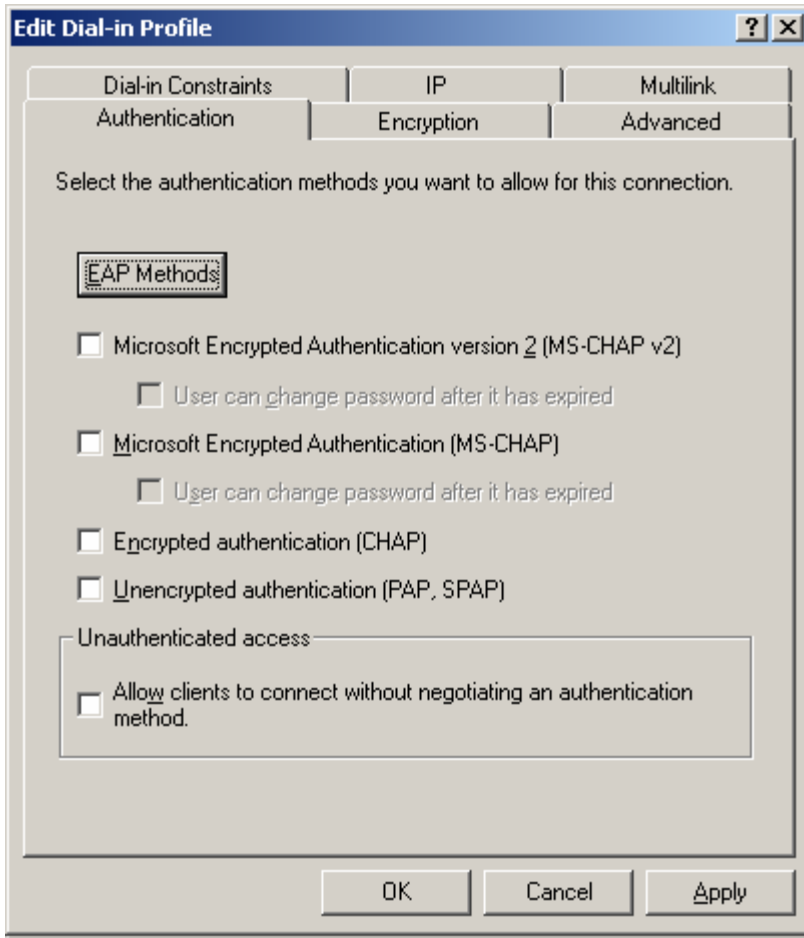 Edit Dial-in Profile
Dial-in Constraints
IP
Multilink
Authentication
Encryption
Advanced
Select the authentication methods you want to allow for this connection.
EAP Methods
Microsoft Encrypted Authentication version 2 (MS-CHAP v2)
User can change password after it has expired
Microsoft Encrypted Authentication (MS-CHAP)
User can change password after it has expired
Encrypted authentication (CHAP)
Unencrypted authentication (PAP, SPAP)
Unauthenticated access
Allow clients to connect without negotiating an authentication
method.
OK
Cancel
Apply